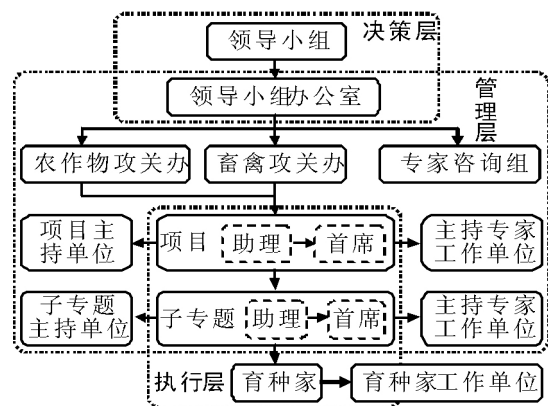 领导小组
决策层
领导小组办公室
管理层
农作物攻关办
畜禽攻关办
专家咨询组
项目主
持单位
项目
助理
首席
主持专家
工作单位
子专题
主持单位
子专题
助理
首席
主持专家
工作单位
执行层
育种家
育种家工作单位